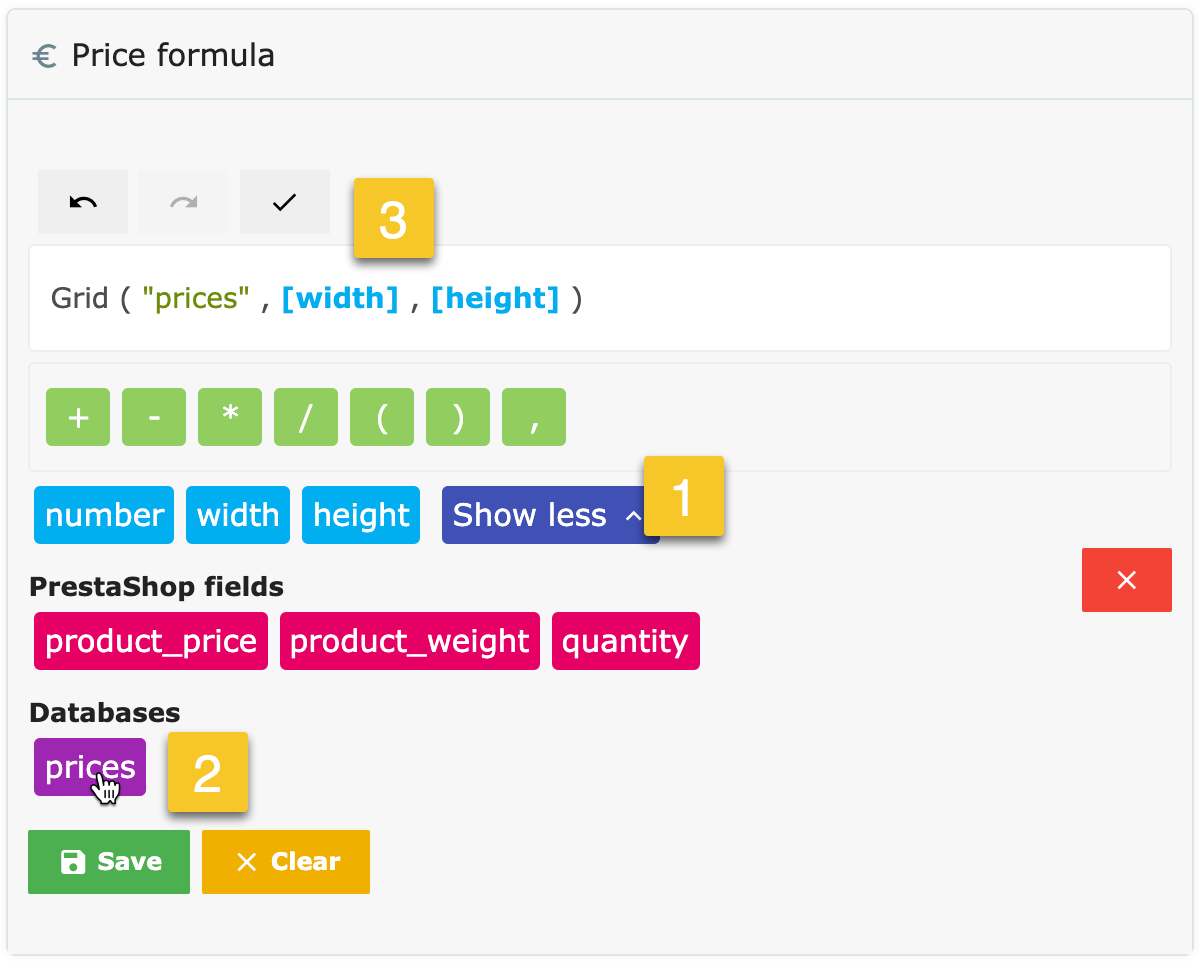 € Price formula
3
Grid ( "prices" , [width] , [height] )
+ - * / ( ) ,
number width height Show less 1
PrestaShop fields
product_price product_weight quantity
Databases
prices 2
Save Clear